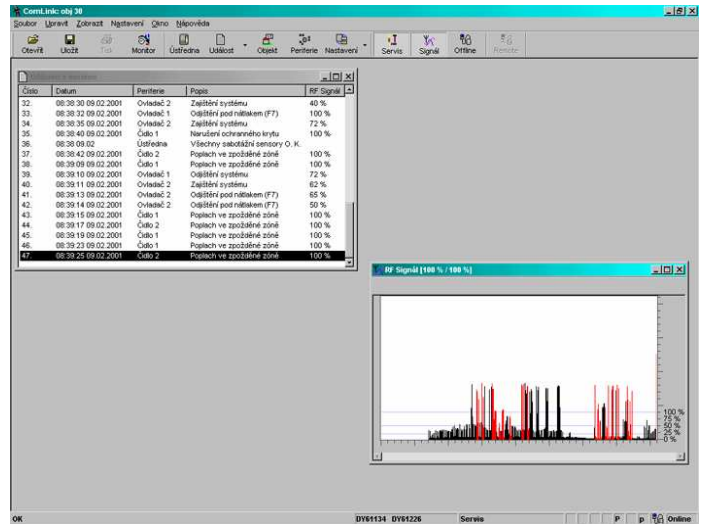 ComLink: obj 30
Soubor Upravit Zobrazit Nastavení Okno Nápověda
Otevřít Uložit Tisk Monitor Ústředna Událost Objekt Periferie Nastavení Servis Signál Offline Remote
Číslo Datum Periferie Popis RF Signál
32. 08:38:30 09.02.2001 Ovladač 2 Zajištění systému 40 %
33. 08:38:32 09.02.2001 Ovladač 1 Odjištění pod nátlakem (F7) 100 %
34. 08:38:35 09.02.2001 Ovladač 2 Zajištění systému 72 %
35. 08:38:40 09.02.2001 Čidlo 1 Narušení ochranného krytu 100 %
36. 08:38 09.02 Ústředna Všechny sabotážní sensory O. K.
37. 08:38:42 09.02.2001 Čidlo 2 Poplach ve zpožděné zóně 100 %
38. 08:39:09 09.02.2001 Čidlo 1 Poplach ve zpožděné zóně 100 %
39. 08:39:10 09.02.2001 Ovladač 1 Odjištění systému 72 %
40. 08:39:11 09.02.2001 Ovladač 2 Zajištění systému 62 %
41. 08:39:13 09.02.2001 Ovladač 2 Odjištění pod nátlakem (F7) 65 %
42. 08:39:14 09.02.2001 Ovladač 2 Odjištění pod nátlakem (F7) 50 %
43. 08:39:15 09.02.2001 Čidlo 1 Poplach ve zpožděné zóně 100 %
44. 08:39:17 09.02.2001 Čidlo 2 Poplach ve zpožděné zóně 100 %
45. 08:39:19 09.02.2001 Čidlo 1 Poplach ve zpožděné zóně 100 %
46. 08:39:23 09.02.2001 Čidlo 1 Poplach ve zpožděné zóně 100 %
47. 08:39:25 09.02.2001 Čidlo 2 Poplach ve zpožděné zóně 100 %
RF Signál [100 % / 100 %]
100 %
75 %
50 %
25 %
0 %
OK DY61134 DY61226 Servis P p Online